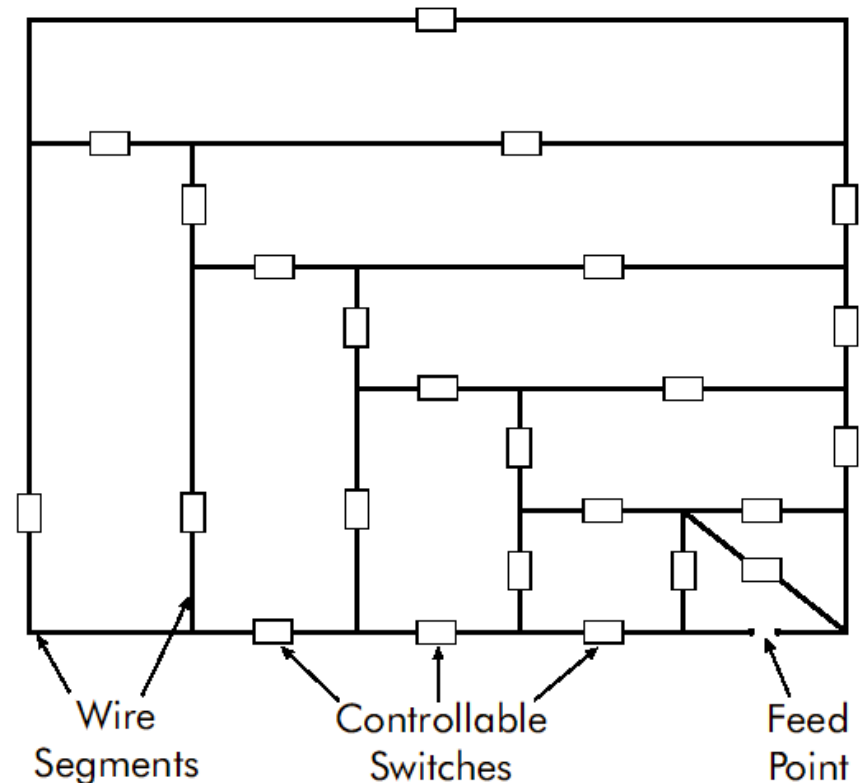 Wire
Segments
Controllable
Switches
Feed
Point